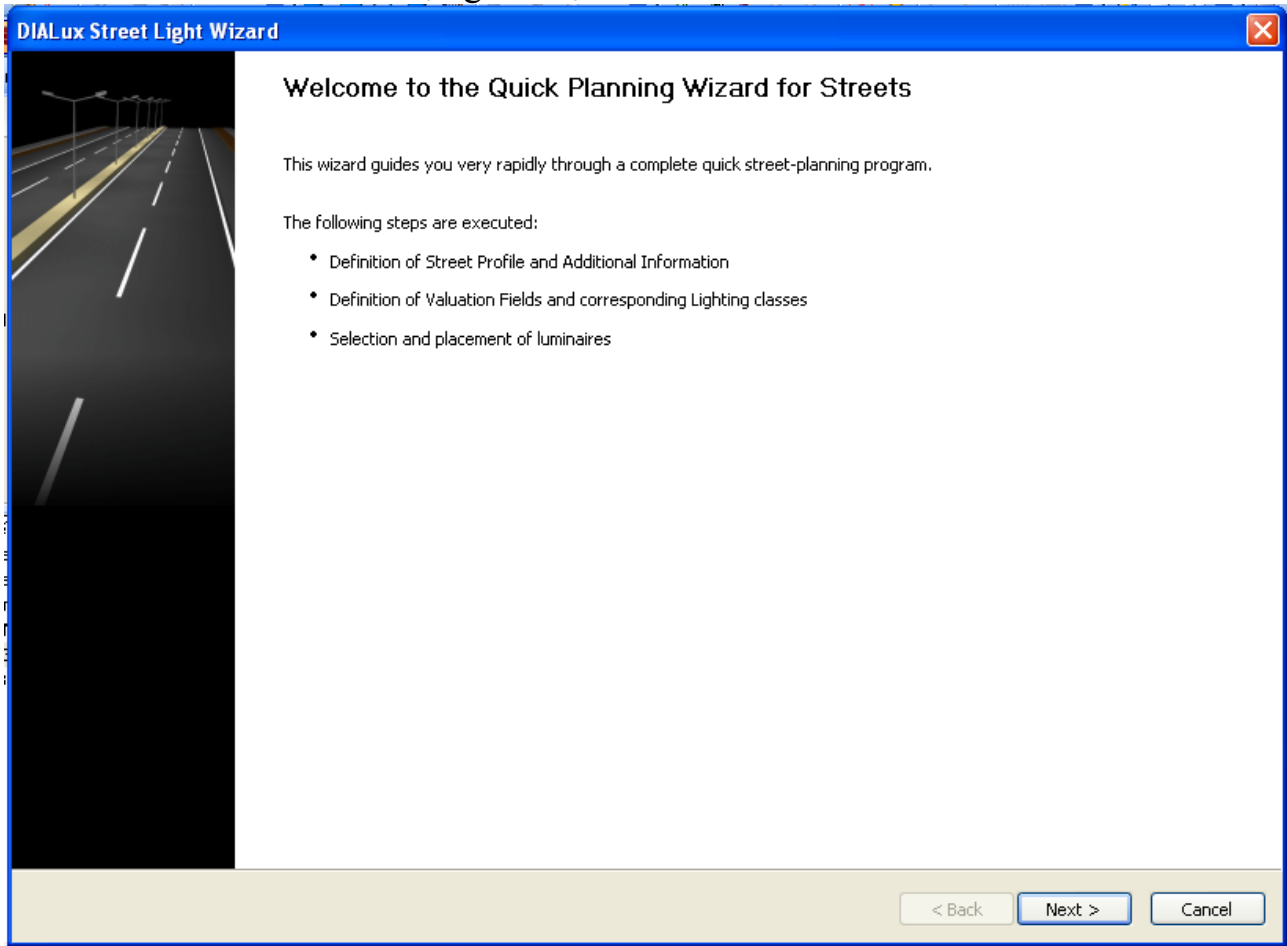 DIALux Street Light Wizard
Welcome to the Quick Planning Wizard for Streets
This wizard guides you very rapidly through a complete quick street-planning program.
The following steps are executed:
• Definition of Street Profile and Additional Information
• Definition of Valuation Fields and corresponding Lighting classes
• Selection and placement of luminaires
< Back
Next >
Cancel